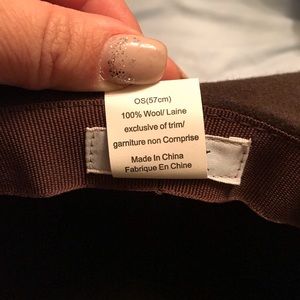 OS(57cm)
100% Wool/ Laine
exclusive of trim/
garniture non Comprise
Made In China
Fabrique En Chine